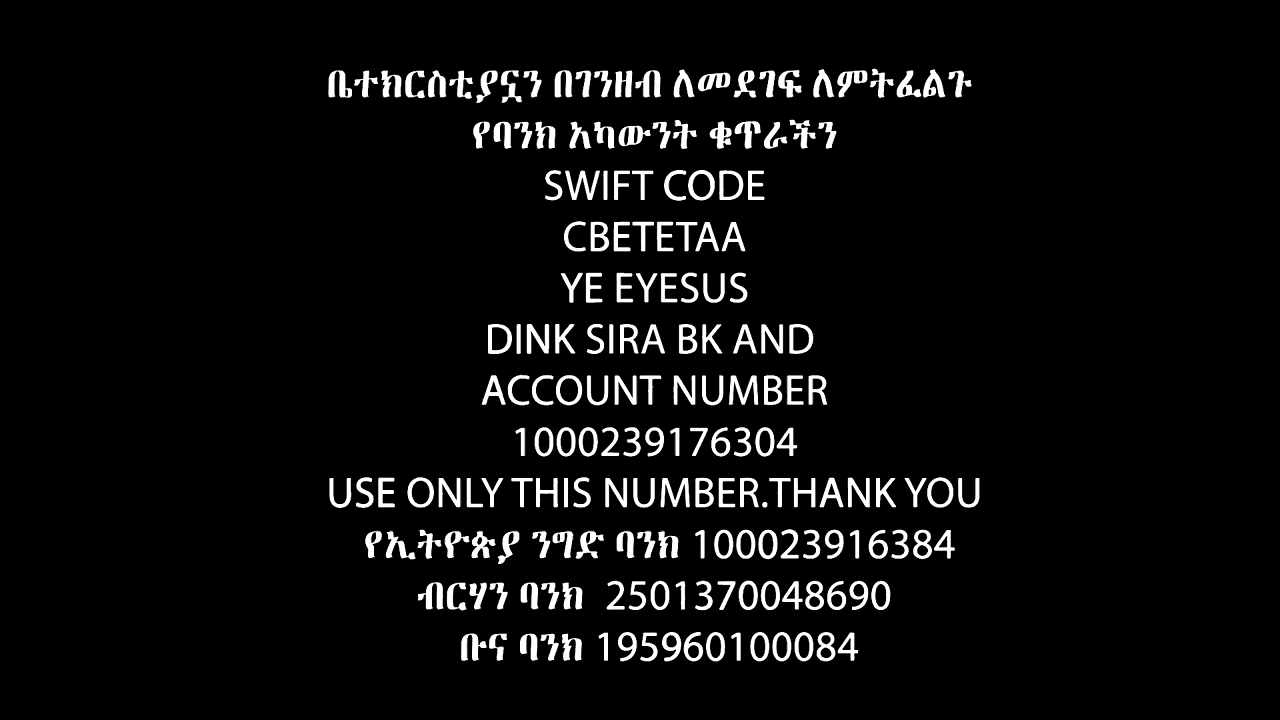 ቤተክርስቲያኗን በገንዘብ ለመደገፍ ለምትፈልጉ
የባንክ አካውንት ቁጥራችን
SWIFT CODE
CBETETAA
YE EYESUS
DINK SIRA BK AND
ACCOUNT NUMBER
1000239176304
USE ONLY THIS NUMBER.THANK YOU
የኢትዮጵያ ንግድ ባንክ 100023916384
ብርሃን ባንክ 2501370048690
ቡና ባንክ 195960100084